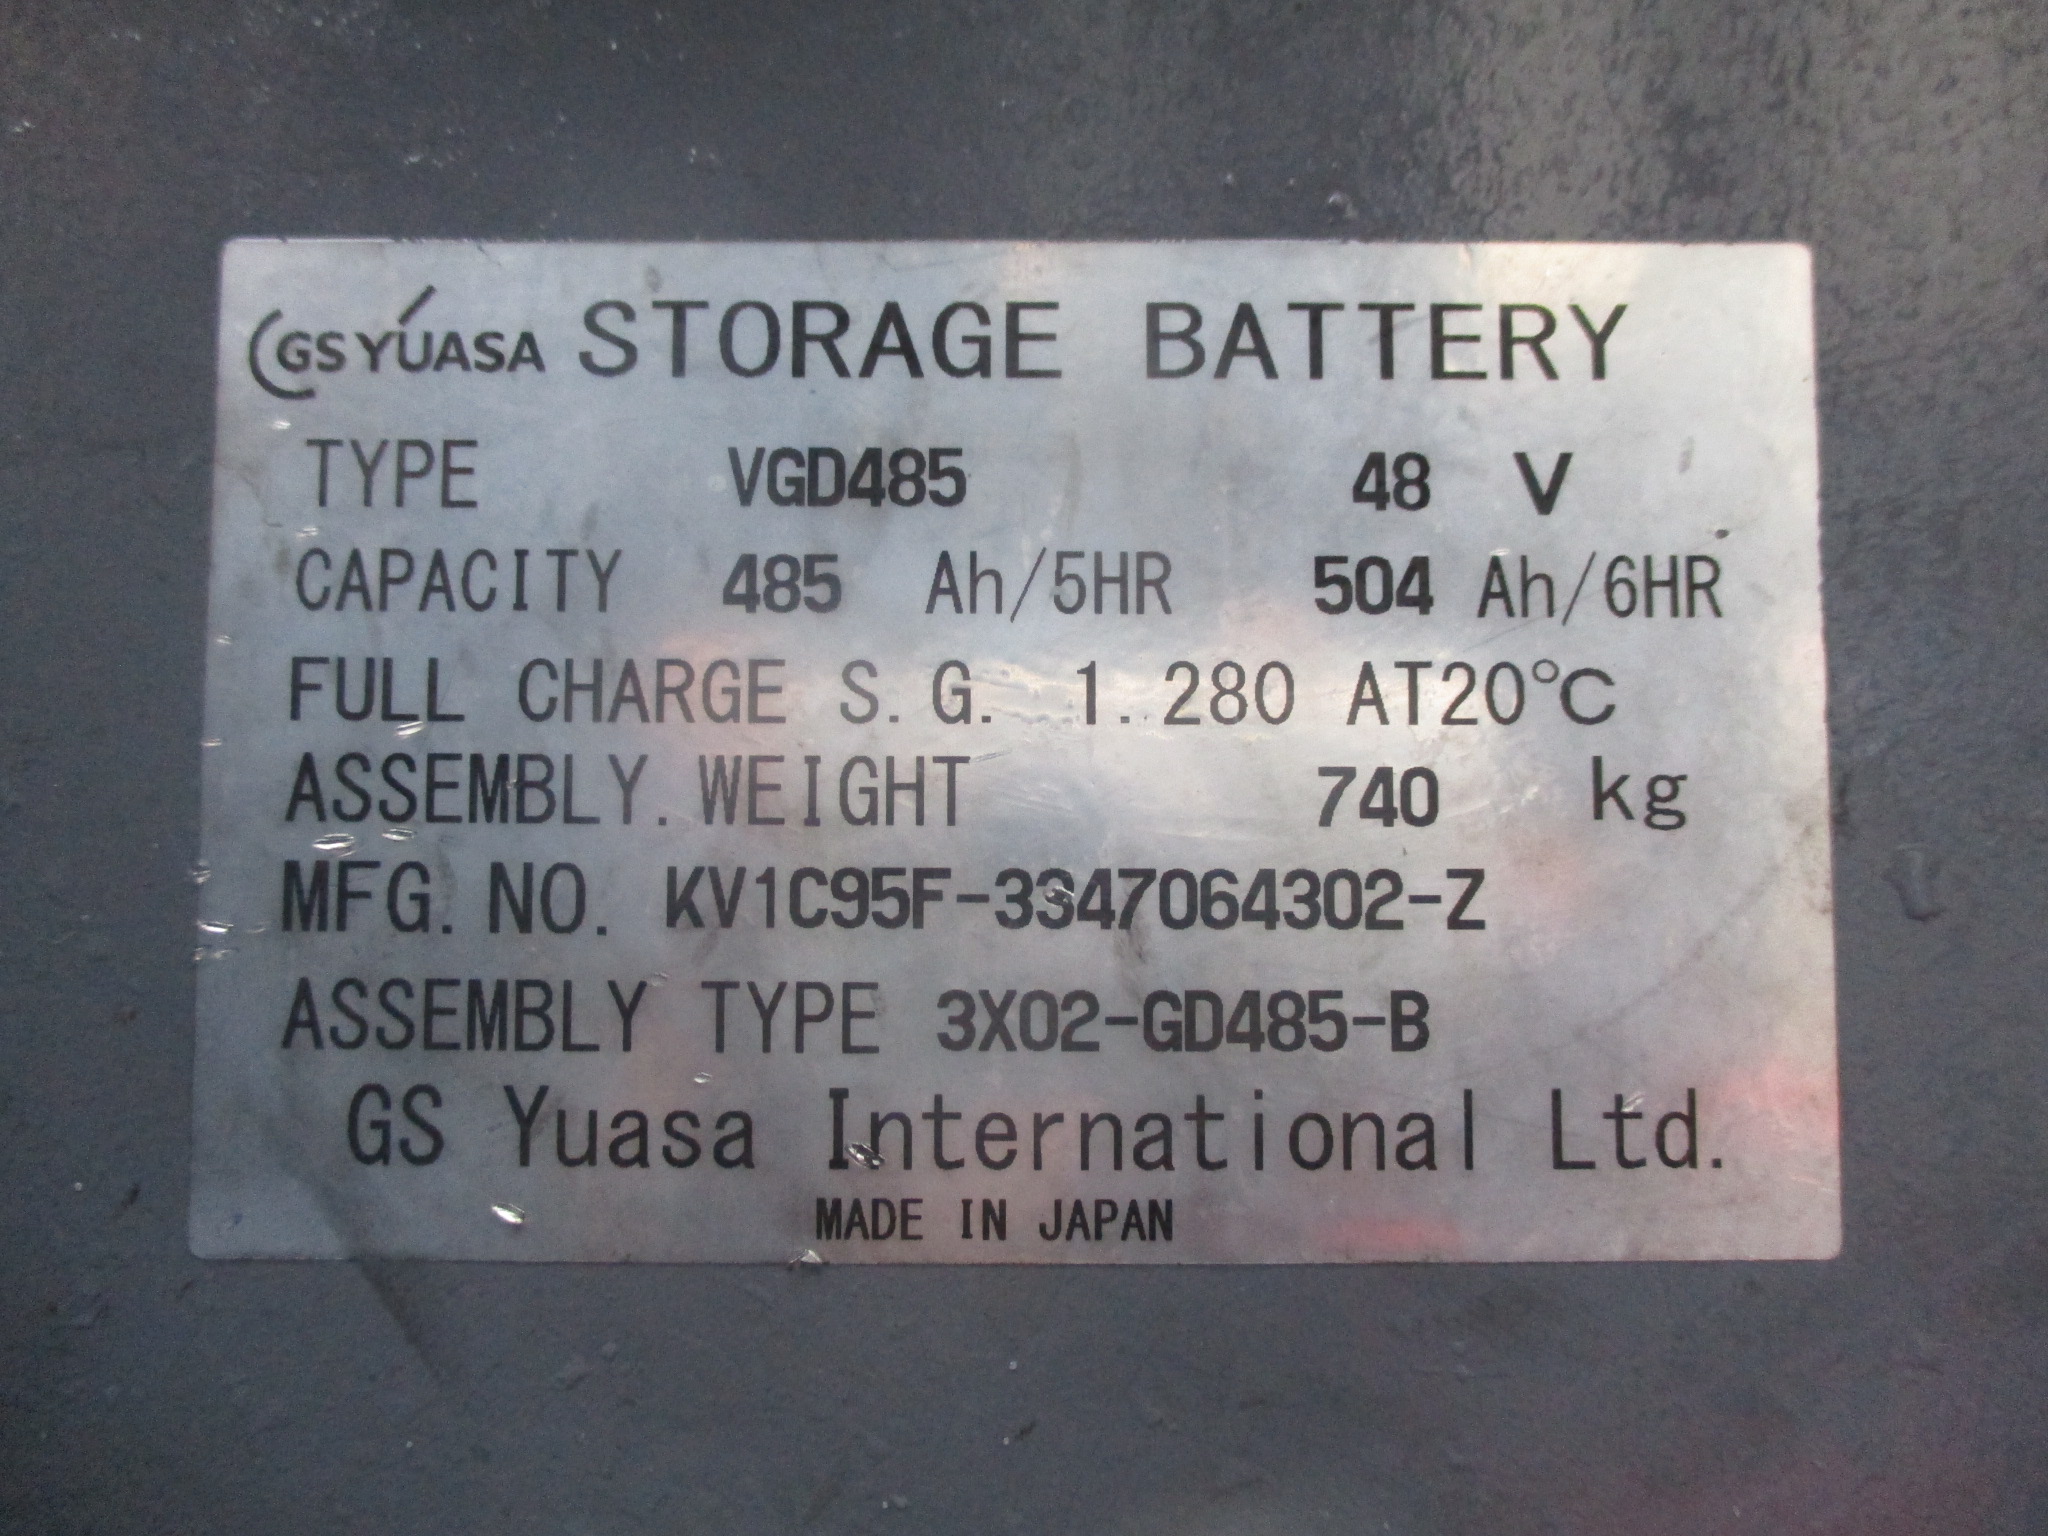 GS YUASA STORAGE BATTERY
TYPE VGD485 48 V
CAPACITY 485 Ah/5HR 504 Ah/6HR
FULL CHARGE S.G. 1.280 AT20°C
ASSEMBLY.WEIGHT 740 kg
MFG.NO. KV1C95F-3347064302-Z
ASSEMBLY TYPE 3X02-GD485-B
GS Yuasa International Ltd.
MADE IN JAPAN